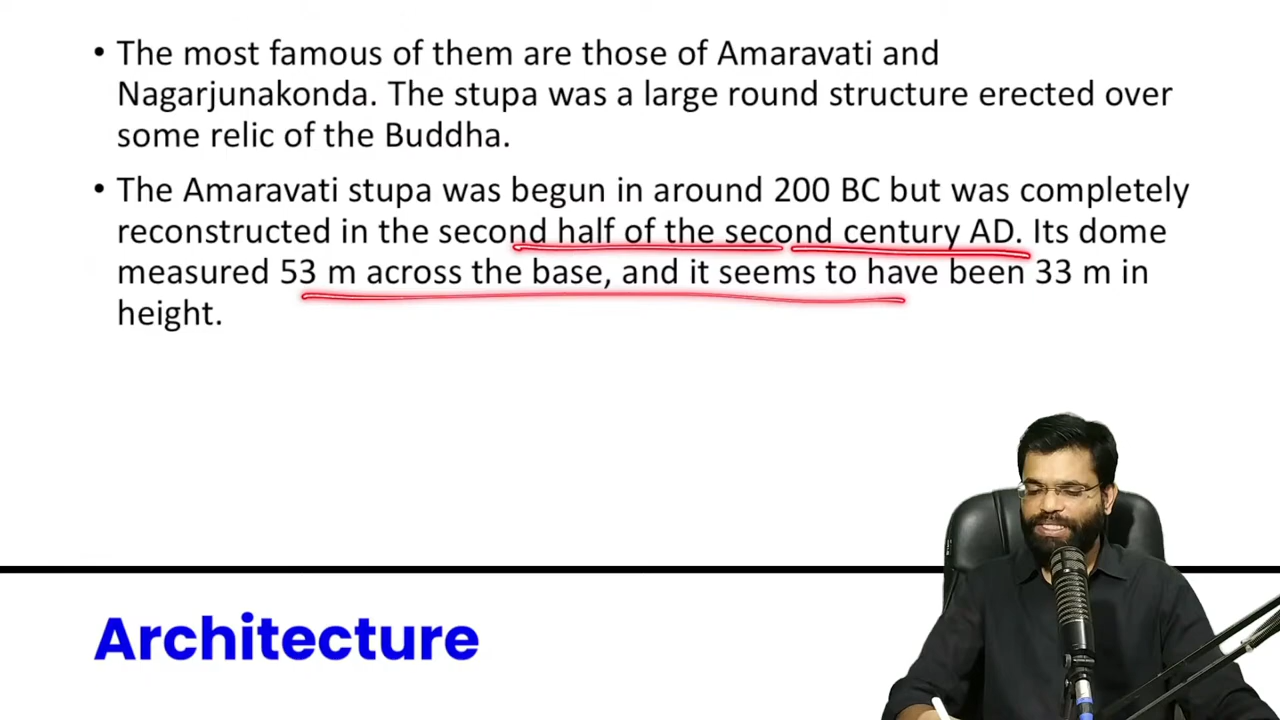 • The most famous of them are those of Amaravati and
Nagarjunakonda. The stupa was a large round structure erected over
some relic of the Buddha.
• The Amaravati stupa was begun in around 200 BC but was completely
reconstructed in the second half of the second century AD. Its dome
measured 53 m across the base, and it seems to have been 33 m in
height.
Architecture